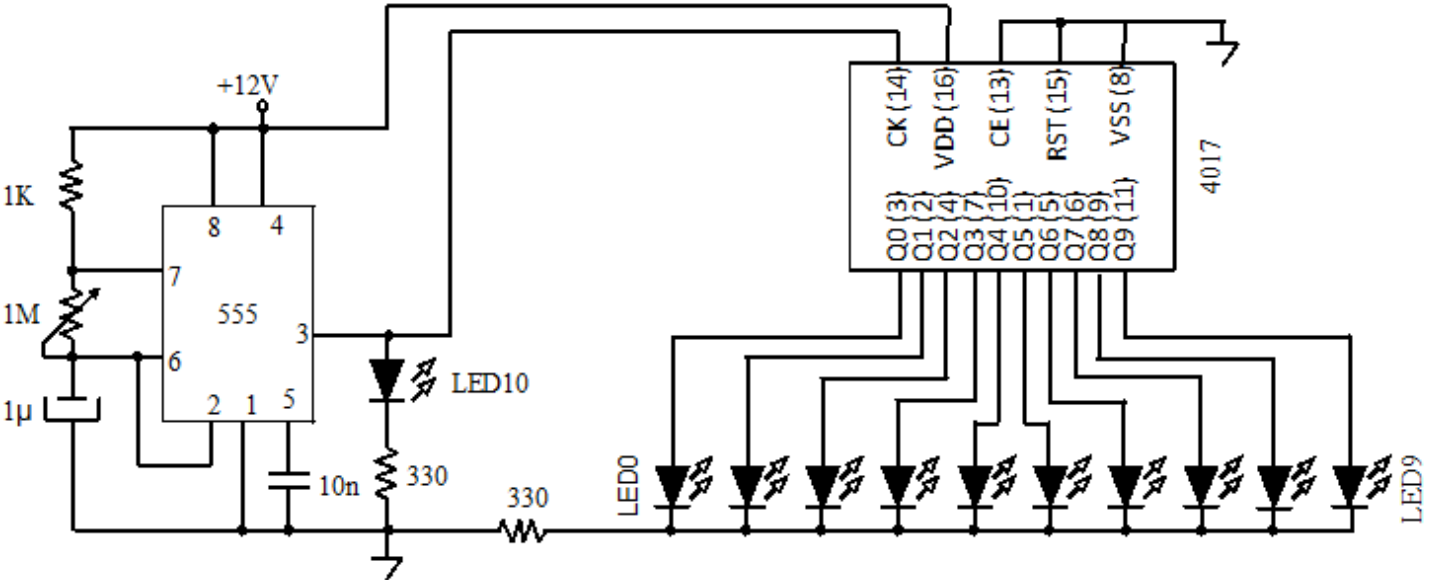 +12V
1K
8
4
7
1M
555
3
6
1µ
2
1
5
LED10
10n
330
330
CK (14)
VDD (16)
CE (13)
RST (15)
VSS (8)
4017
Q0 (3)
Q1 (2)
Q2 (4)
Q3 (7)
Q4 (10)
Q5 (1)
Q6 (5)
Q7 (6)
Q8 (9)
Q9 (11)
LED0
LED9